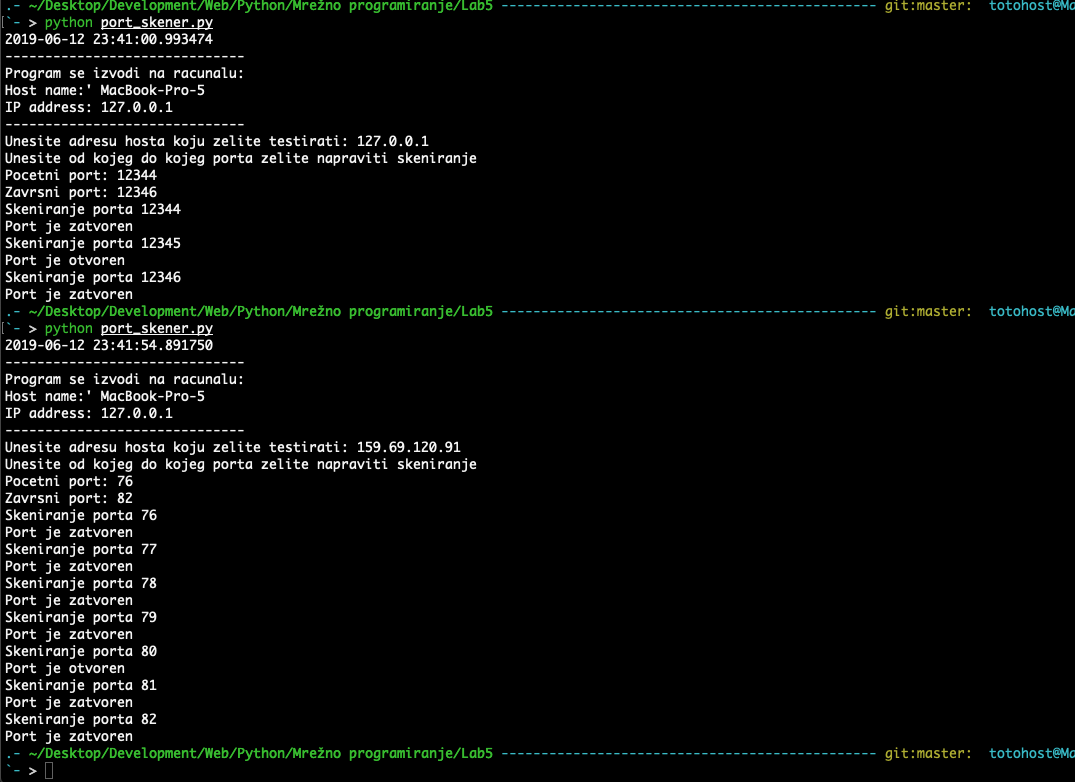 .- ~/Desktop/Development/Web/Python/Mrežno programiranje/Lab5 ----------------------------------------------- git:master: totohost@Ma
[`- > python port_skener.py
2019-06-12 23:41:00.993474
------------------------------
Program se izvodi na racunalu:
Host name:' MacBook-Pro-5
IP address: 127.0.0.1
------------------------------
Unesite adresu hosta koju zelite testirati: 127.0.0.1
Unesite od kojeg do kojeg porta zelite napraviti skeniranje
Pocetni port: 12344
Zavrsni port: 12346
Skeniranje porta 12344
Port je zatvoren
Skeniranje porta 12345
Port je otvoren
Skeniranje porta 12346
Port je zatvoren
.- ~/Desktop/Development/Web/Python/Mrežno programiranje/Lab5 ----------------------------------------------- git:master: totohost@Ma
[`- > python port_skener.py
2019-06-12 23:41:54.891750
------------------------------
Program se izvodi na racunalu:
Host name:' MacBook-Pro-5
IP address: 127.0.0.1
------------------------------
Unesite adresu hosta koju zelite testirati: 159.69.120.91
Unesite od kojeg do kojeg porta zelite napraviti skeniranje
Pocetni port: 76
Zavrsni port: 82
Skeniranje porta 76
Port je zatvoren
Skeniranje porta 77
Port je zatvoren
Skeniranje porta 78
Port je zatvoren
Skeniranje porta 79
Port je zatvoren
Skeniranje porta 80
Port je otvoren
Skeniranje porta 81
Port je zatvoren
Skeniranje porta 82
Port je zatvoren
.- ~/Desktop/Development/Web/Python/Mrežno programiranje/Lab5 ----------------------------------------------- git:master: totohost@Ma
`- >